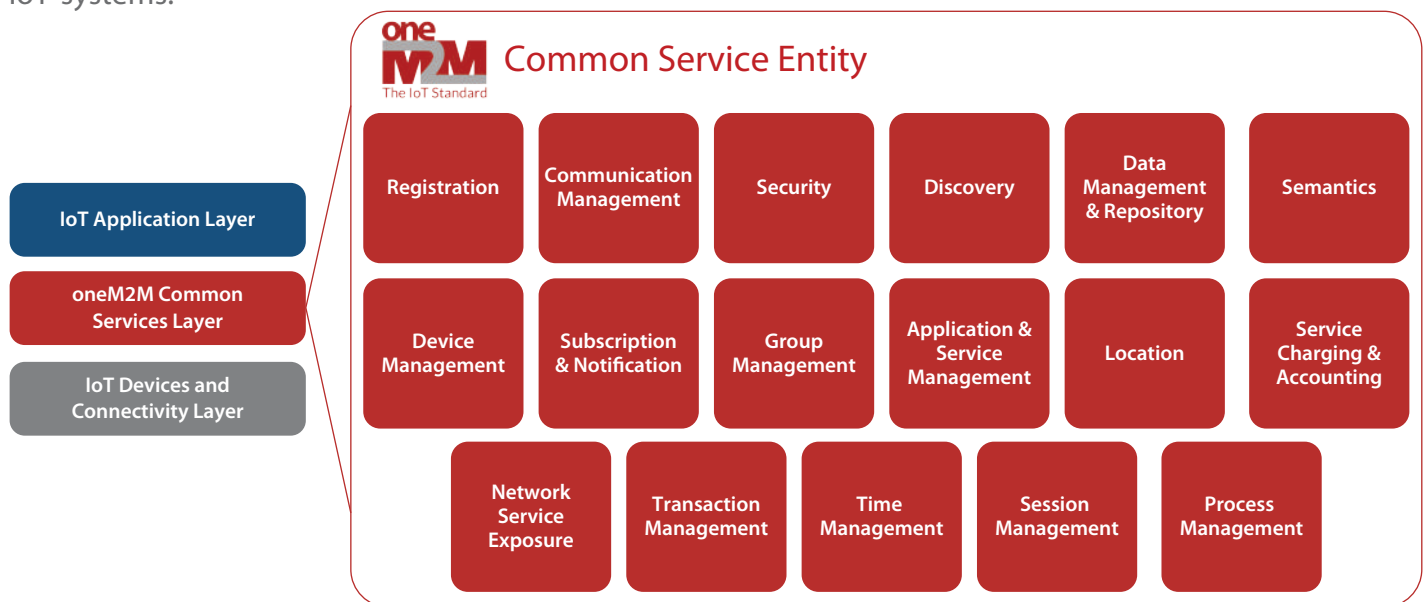 IoT systems.
one
M2M
The IoT Standard
Common Service Entity
IoT Application Layer
oneM2M Common
Services Layer
IoT Devices and
Connectivity Layer
Registration
Communication
Management
Security
Discovery
Data
Management
& Repository
Semantics
Device
Management
Subscription
& Notification
Group
Management
Application &
Service
Management
Location
Service
Charging &
Accounting
Network
Service
Exposure
Transaction
Management
Time
Management
Session
Management
Process
Management